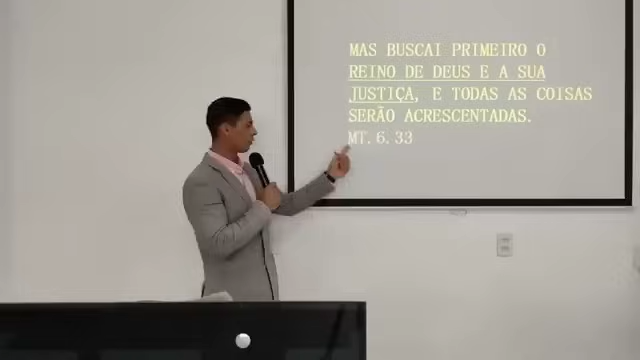 MAS BUSCAI PRIMEIRO O
REINO DE DEUS E A SUA
JUSTIÇA, E TODAS AS COISAS
SERÃO ACRESCENTADAS.
MT. 6.33